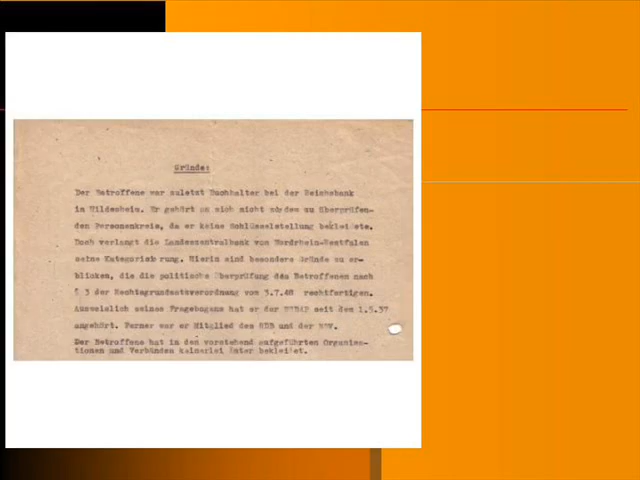 Gründe:
Der Betroffene war zuletzt Buchhalter bei der Reichsbank
in Hildesheim. Er gehört an sich nicht zu dem zu überprüfen-
den Personenkreis, da er keine Schlüsselstellung bekleidete.
Doch verlangt die Landeszentralbank von Nordrhein-Westfalen
seine Kategorisierung. Hierin sind besondere Gründe zu er-
blicken, die die politische Überprüfung des Betroffenen nach
§ 3 der Rechtsgrundsatzverordnung vom 3.7.48 rechtfertigen.
Ausweislich seines Fragebogens hat er der NSDAP seit dem 1.5.37
angehört. Ferner war er Mitglied des RDB und der NSV.
Der Betroffene hat in den vorstehend aufgeführten Organisa-
tionen und Verbänden keinerlei Ämter bekleidet.